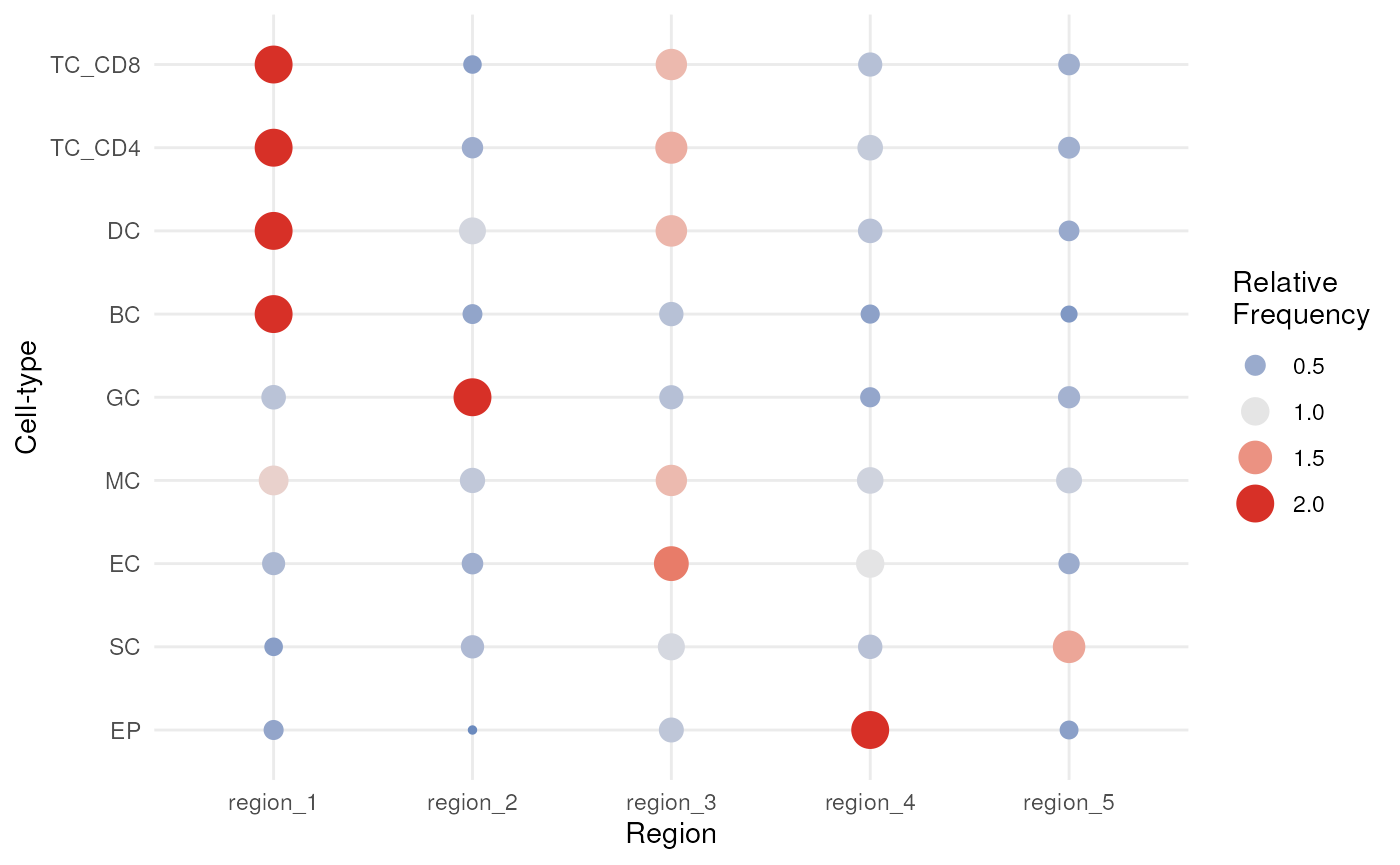 TC_CD8
TC_CD4
DC
BC
GC
MC
EC
SC
EP
Cell-type
region_1
region_2
region_3
region_4
region_5
Region
Relative
Frequency
0.5
1.0
1.5
2.0